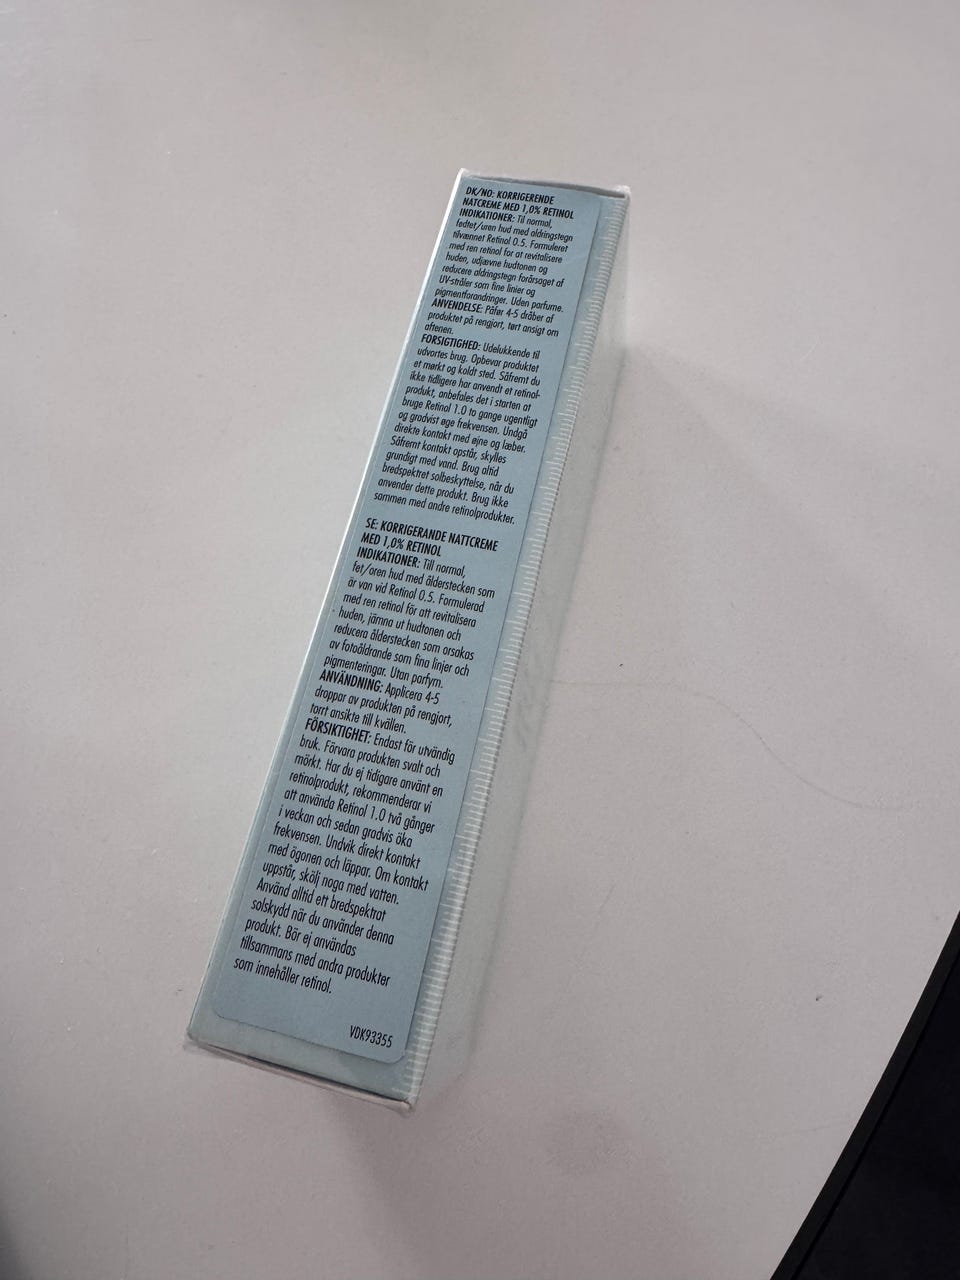 DK/NO: KORRIGERENDE
NATCREME MED 1,0% RETINOL
INDIKATIONER: Til normal,
fedtet/uren hud med aldringstegn
tilvænnet Retinol 0.5. Formuleret
med ren retinol for at revitalisere
huden, udjævne hudtonen og
reducere aldringstegn forårsaget af
UV-stråler som fine linier og
pigmentforandringer. Uden parfume.
ANVENDELSE: Påfør 4-5 dråber af
produktet på rengjort, tørt ansigt om
aftenen.
FORSIGTIGHED: Udelukkende til
udvortes brug. Opbevar produktet
et mørkt og koldt sted. Såfremt du
ikke tidligere har anvendt et retinol-
produkt, anbefales det i starten at
bruge Retinol 1.0 to gange ugentligt
og gradvist øge frekvensen. Undgå
direkte kontakt med øjne og læber.
Såfremt kontakt opstår, skylles
grundigt med vand. Brug altid
bredspektret solbeskyttelse, når du
anvender dette produkt. Brug ikke
sammen med andre retinolprodukter.
SE: KORRIGERANDE NATTCREME
MED 1,0% RETINOL
INDIKATIONER: Till normal,
fet/oren hud med ålderstecken som
är van vid Retinol 0.5. Formulerad
med ren retinol för att revitalisera
huden, jämna ut hudtonen och
reducera ålderstecken som orsakas
av fotoåldrande som fina linjer och
pigmenteringar. Utan parfym.
ANVÄNDNING: Applicera 4-5
droppar av produkten på rengjort,
torrt ansikte till kvällen.
FÖRSIKTIGHET: Endast för utvändig
bruk. Förvara produkten svalt och
mörkt. Har du ej tidigare använt en
retinolprodukt, rekommenderar vi
att använda Retinol 1.0 två gånger
i veckan och sedan gradvis öka
frekvensen. Undvik direkt kontakt
med ögonen och läppar. Om kontakt
uppstår, skölj noga med vatten.
Använd alltid ett bredspektrat
solskydd när du använder denna
produkt. Bör ej användas
tillsammans med andra produkter
som innehåller retinol.
VDK93355